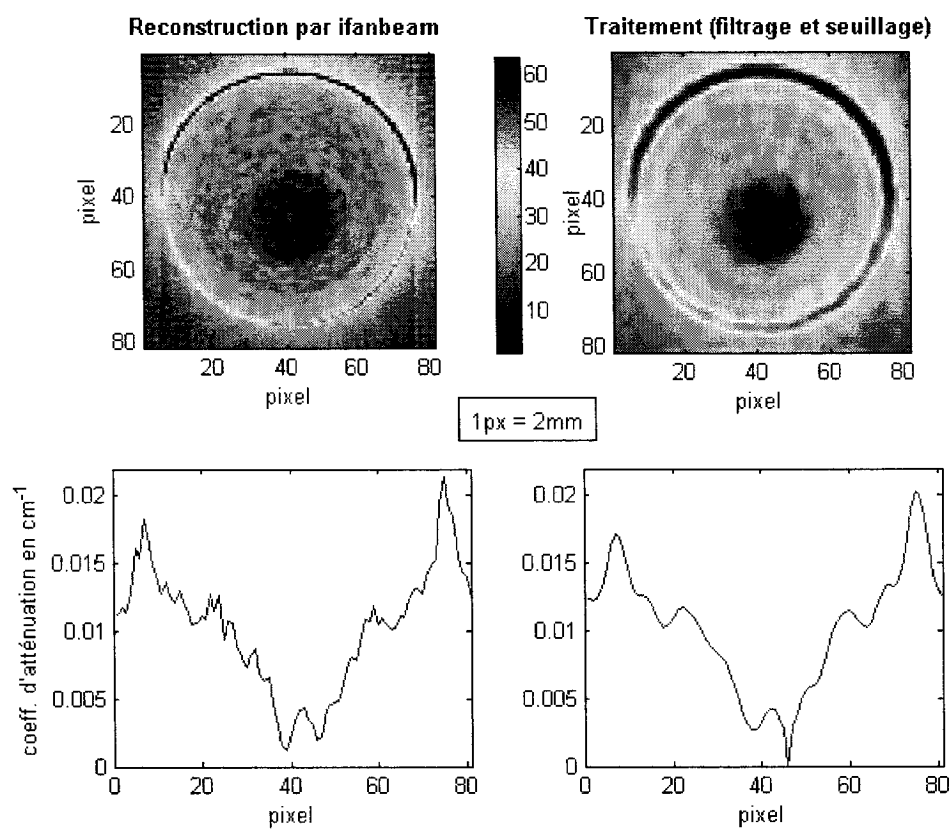 Reconstruction par ifanbeam
Traitement (filtrage et seuillage)
20
40
60
80
pixel
20 40 60 80
pixel
60
50
40
30
20
10
20
40
60
80
pixel
20 40 60 80
pixel
1px = 2mm
coeff. d'atténuation en cm⁻¹
0.02
0.015
0.01
0.005
0
0 20 40 60 80
pixel
0.02
0.015
0.01
0.005
0
0 20 40 60 80
pixel